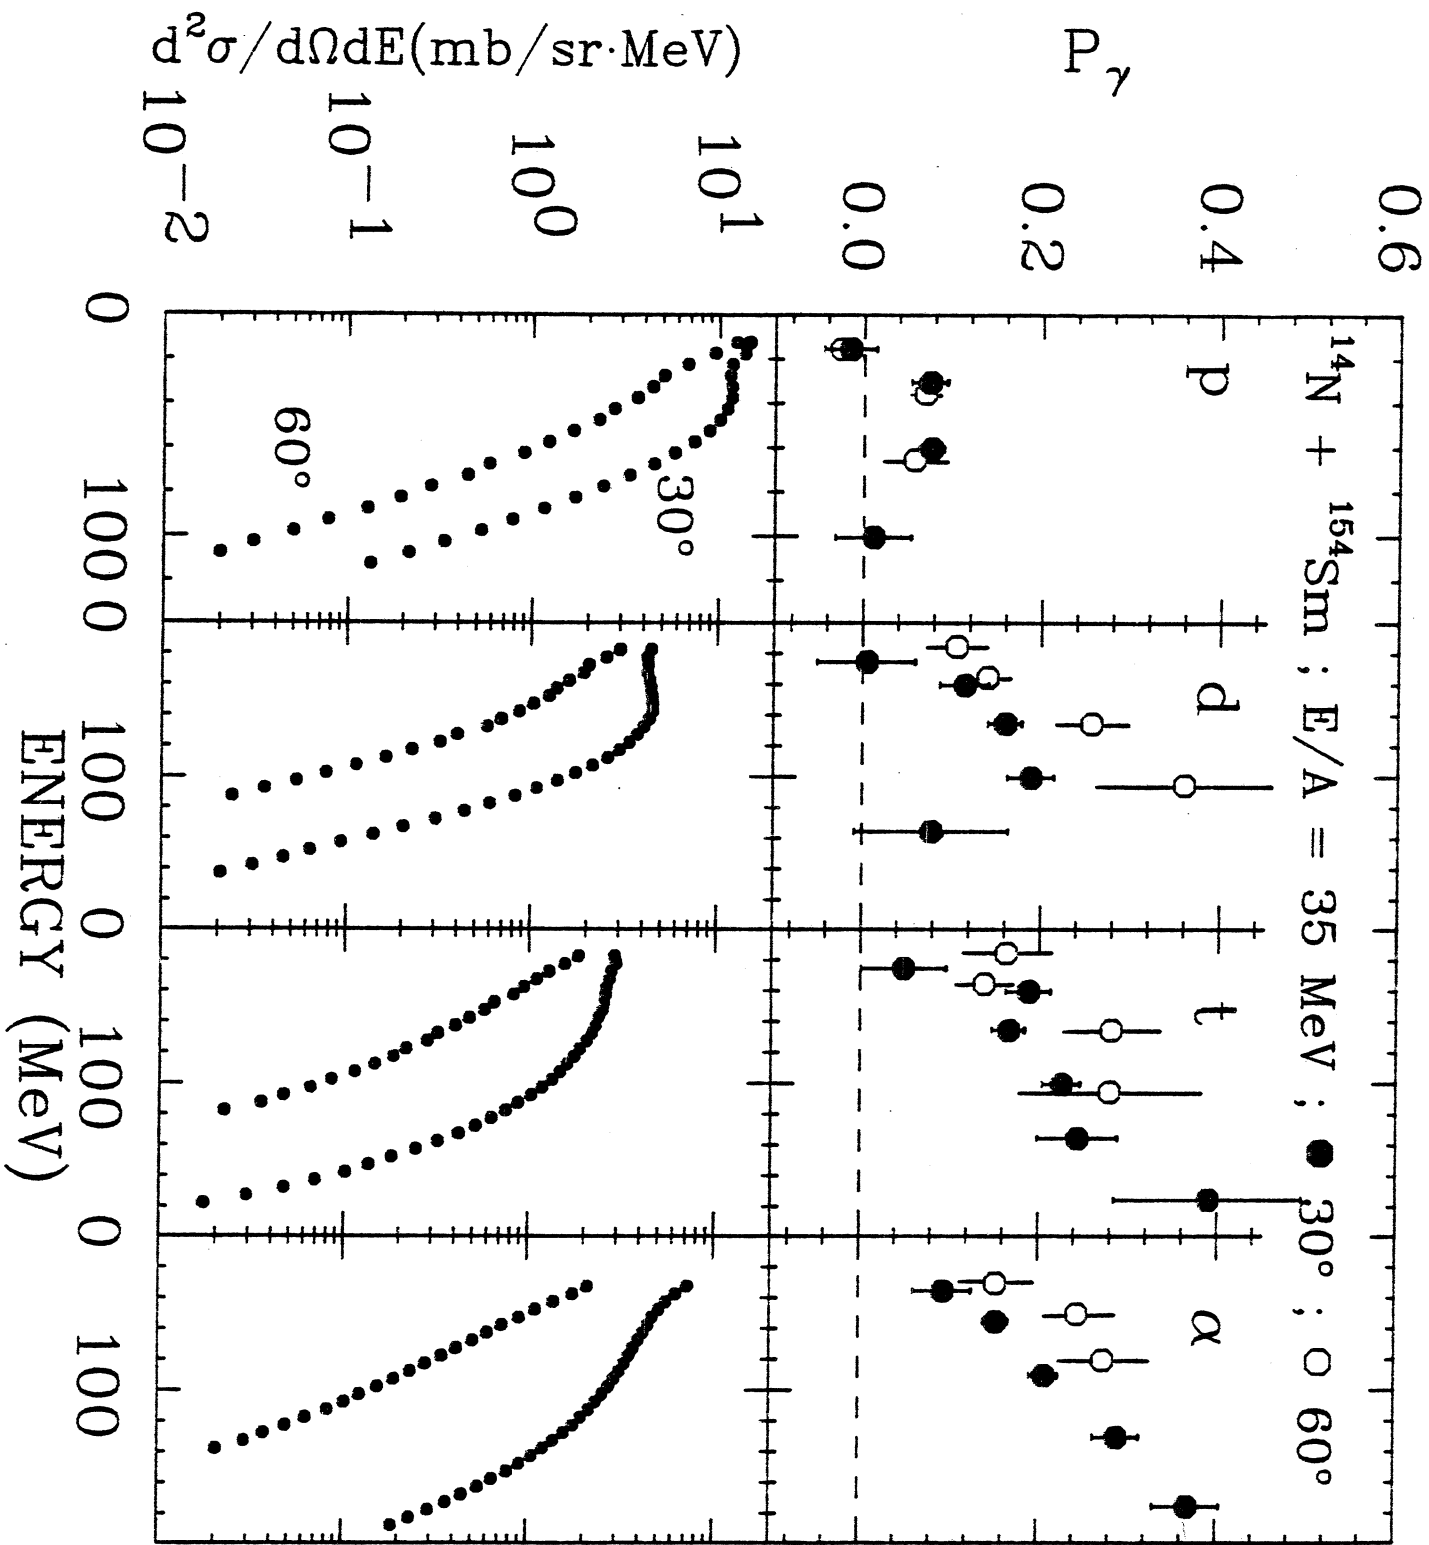 ¹⁴N + ¹⁵⁴Sm ; E/A = 35 MeV ; ● 30° ; ○ 60°
p d t α
0.6
0.4
0.2
0.0
P_γ
10¹
10⁰
10⁻¹
10⁻²
d²σ/dΩdE(mb/sr·MeV)
30°
60°
0 100 0 100 0 100 0 100
ENERGY (MeV)